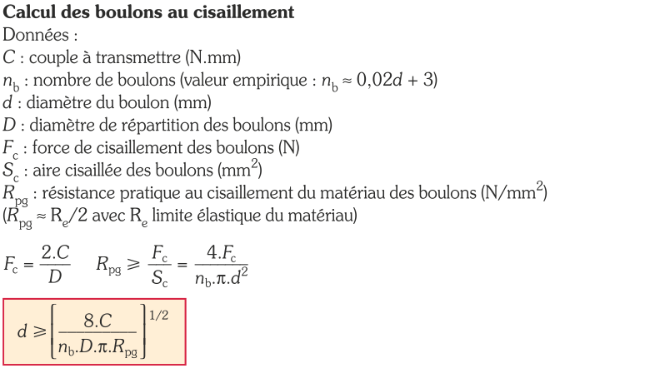 Calcul des boulons au cisaillement
Données :
C : couple à transmettre (N.mm)
n_b : nombre de boulons (valeur empirique : n_b ≈ 0,02d + 3)
d : diamètre du boulon (mm)
D : diamètre de répartition des boulons (mm)
F_c : force de cisaillement des boulons (N)
S_c : aire cisaillée des boulons (mm²)
R_pg : résistance pratique au cisaillement du matériau des boulons (N/mm²)
(R_pg ≈ R_e/2 avec R_e limite élastique du matériau)
F_c = 2.C / D    R_pg ⩾ F_c / S_c = 4.F_c / n_b.π.d²
d ⩾ [8.C / n_b.D.π.R_pg]^1/2